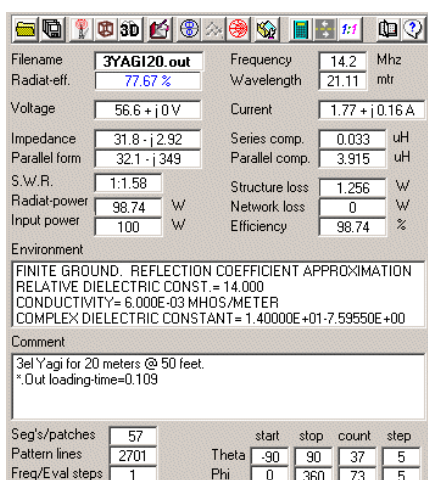 3D 1:1
Filename 3YAGI20.out Frequency 14.2 Mhz
Radiat-eff. 77.67 % Wavelength 21.11 mtr
Voltage 56.6 + j 0 V Current 1.77 + j 0.16 A
Impedance 31.8 - j 2.92 Series comp. 0.033 uH
Parallel form 32.1 - j 349 Parallel comp. 3.915 uH
S.W.R. 1:1.58 Structure loss 1.256 W
Radiat-power 98.74 W Network loss 0 W
Input power 100 W Efficiency 98.74 %
Environment
FINITE GROUND. REFLECTION COEFFICIENT APPROXIMATION
RELATIVE DIELECTRIC CONST.= 14.000
CONDUCTIVITY= 6.000E-03 MHOS/METER
COMPLEX DIELECTRIC CONSTANT= 1.40000E+01-7.59550E+00
Comment
3el Yagi for 20 meters @ 50 feet.
*.Out loading-time=0.109
Seg's/patches 57 start stop count step
Pattern lines 2701 Theta -90 90 37 5
Freq/Eval steps 1 Phi 0 360 73 5